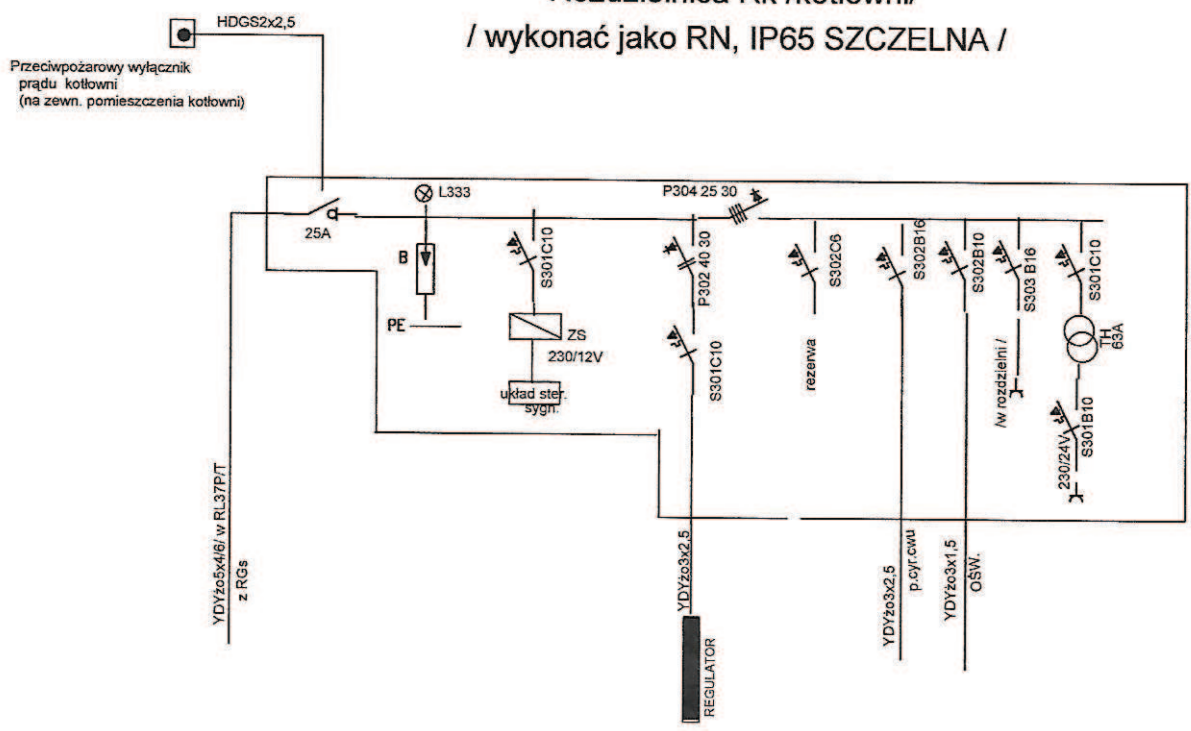 / wykonać jako RN, IP65 SZCZELNA /
HDGS2x2,5
Przeciwpożarowy wyłącznik
prądu kotłowni
(na zewn. pomieszczenia kotłowni)
25A
L333
B
PE
S301C10
ZS
230/12V
układ ster.
sygn.
P304 25 30
P302 40 30
S301C10
S302C6
rezerwa
S302B16
S302B10
S303 B16
/w rozdzielni /
S301C10
TH
63A
S301B10
230/24V
YDYżo5x4/6/ w RL37P/T
z RGs
YDYżo3x2,5
REGULATOR
YDYżo3x2,5
p.cyr.cwu
YDYżo3x1,5
OŚW.